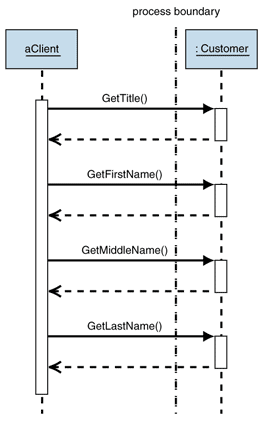 process boundary
aClient
: Customer
GetTitle()
GetFirstName()
GetMiddleName()
GetLastName()